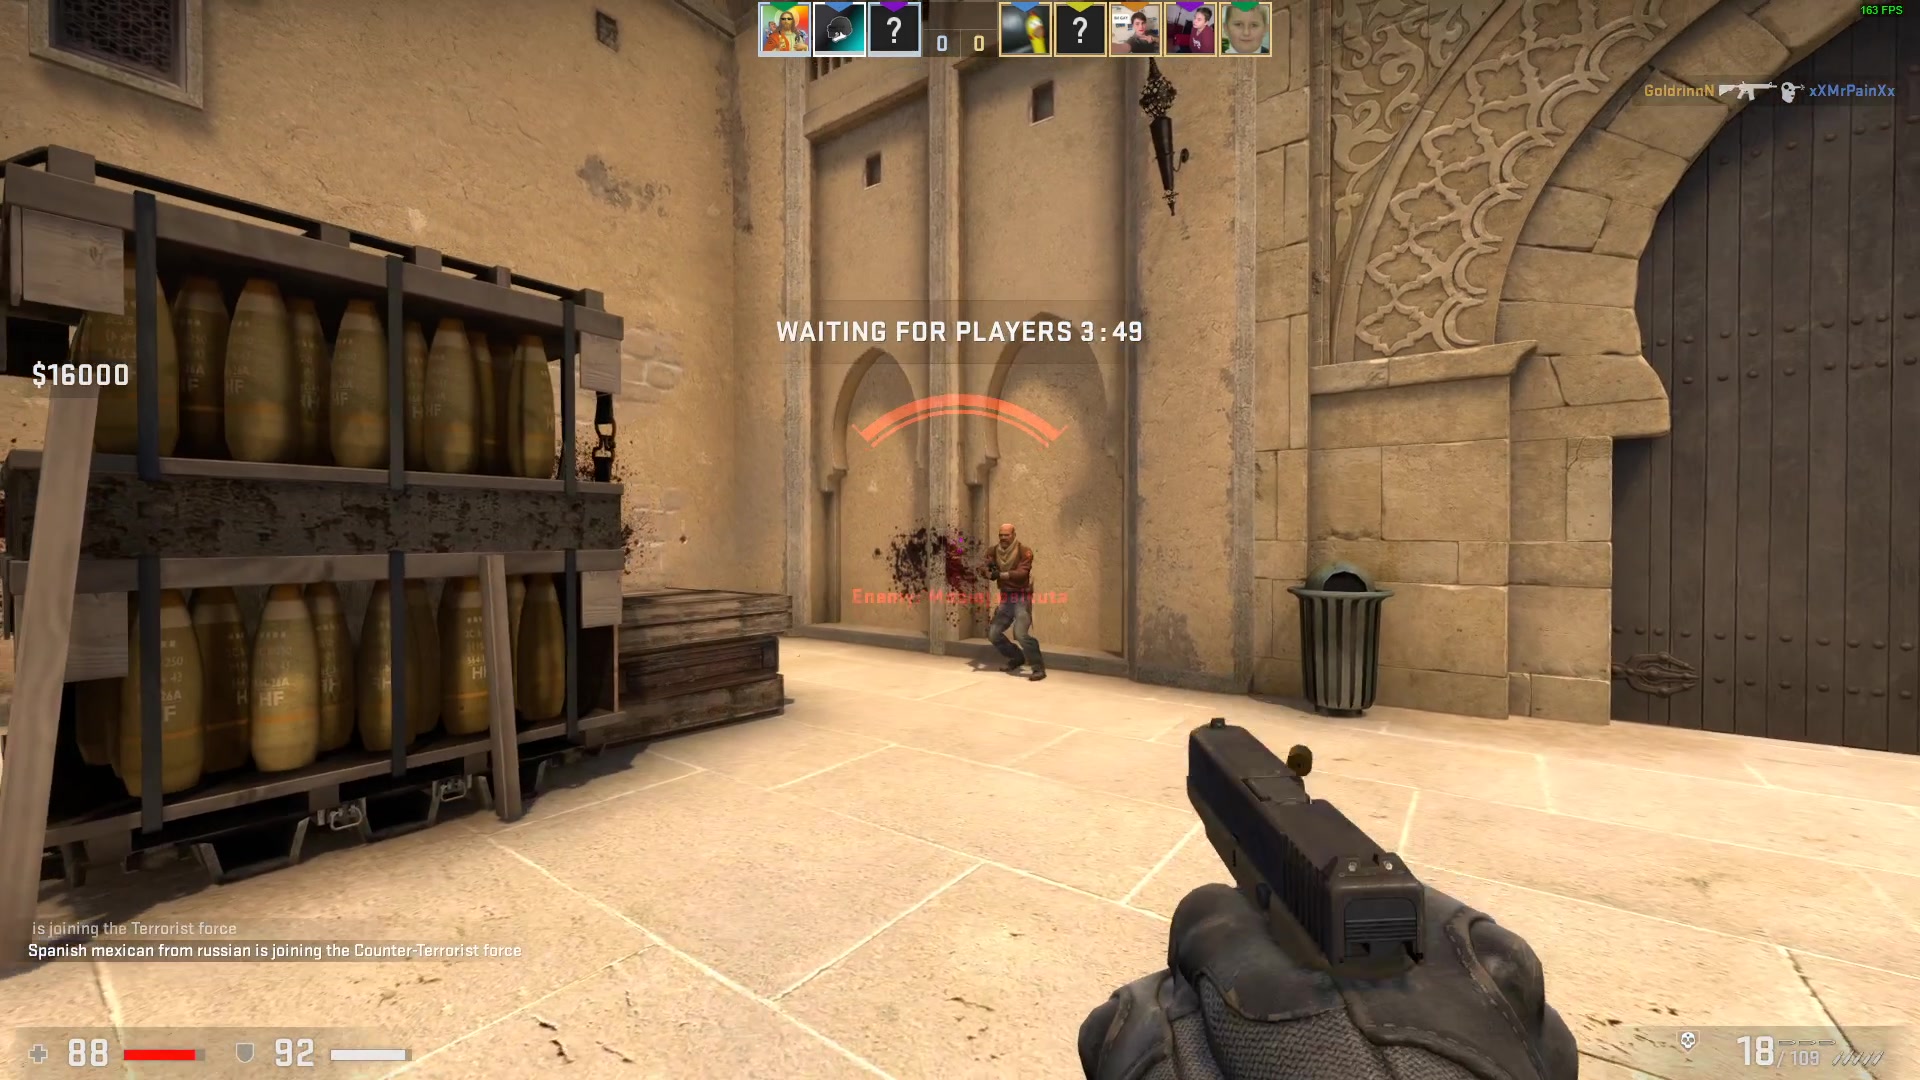 163 FPS
? 0 0 ?
GoldrinnN xXMrPainXx
WAITING FOR PLAYERS 3:49
$16000
is joining the Terrorist force
Spanish mexican from russian is joining the Counter-Terrorist force
88 92
18 / 109